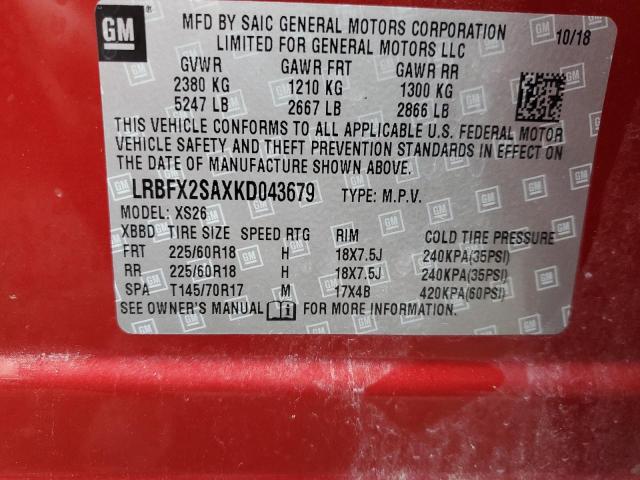 GM
MFD BY SAIC GENERAL MOTORS CORPORATION
LIMITED FOR GENERAL MOTORS LLC
10/18
GVWR GAWR FRT GAWR RR
2380 KG 1210 KG 1300 KG
5247 LB 2667 LB 2866 LB
THIS VEHICLE CONFORMS TO ALL APPLICABLE U.S. FEDERAL MOTOR
VEHICLE SAFETY AND THEFT PREVENTION STANDARDS IN EFFECT ON
THE DATE OF MANUFACTURE SHOWN ABOVE.
LRBFX2SAXKD043679 TYPE: M.P.V.
MODEL: XS26
XBBD TIRE SIZE SPEED RTG RIM COLD TIRE PRESSURE
FRT 225/60R18 H 18X7.5J 240KPA(35PSI)
RR 225/60R18 H 18X7.5J 240KPA(35PSI)
SPA T145/70R17 M 17X4B 420KPA(60PSI)
SEE OWNER'S MANUAL FOR MORE INFORMATION.